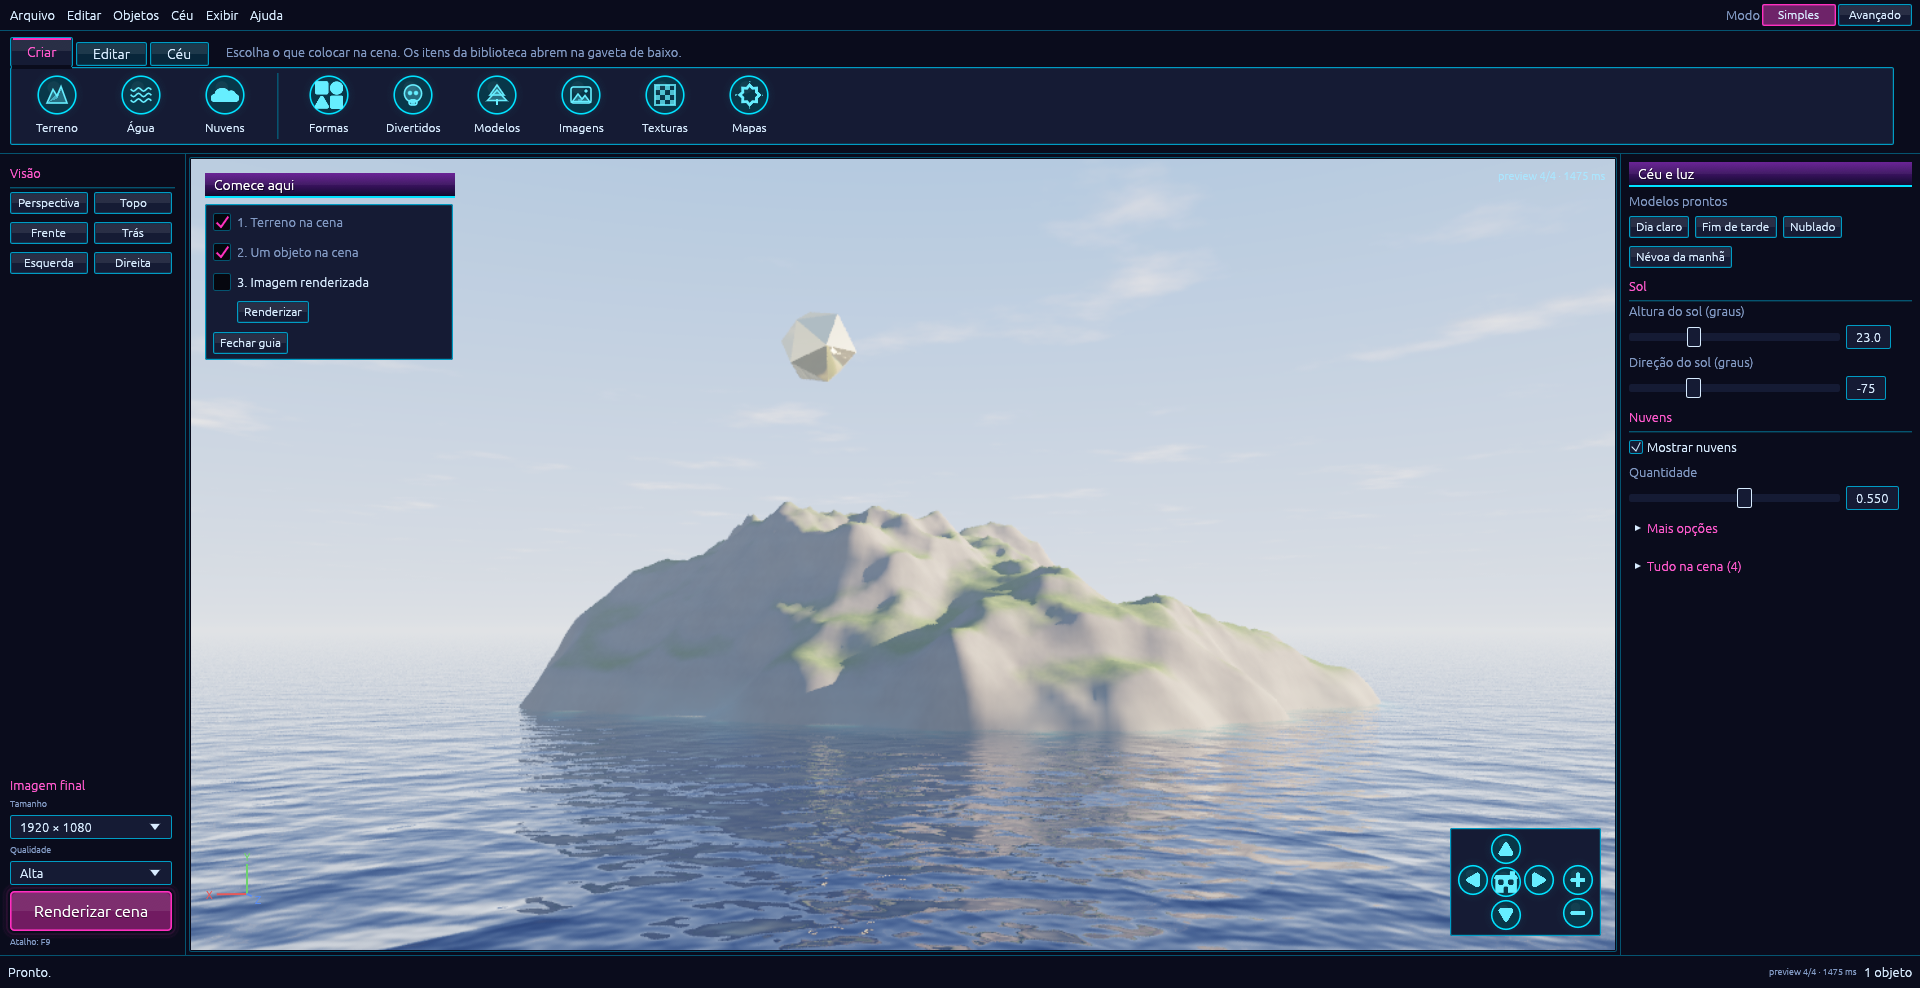 Arquivo Editar Objetos Céu Exibir Ajuda
Modo Simples Avançado
Criar Editar Céu Escolha o que colocar na cena. Os itens da biblioteca abrem na gaveta de baixo.
Terreno Água Nuvens Formas Divertidos Modelos Imagens Texturas Mapas
Visão
Perspectiva Topo
Frente Trás
Esquerda Direita
Imagem final
Tamanho
1920 × 1080
Qualidade
Alta
Renderizar cena
Atalho: F9
Comece aqui
1. Terreno na cena
2. Um objeto na cena
3. Imagem renderizada
Renderizar
Fechar guia
preview 4/4 · 1475 ms
Céu e luz
Modelos prontos
Dia claro Fim de tarde Nublado
Névoa da manhã
Sol
Altura do sol (graus)
23.0
Direção do sol (graus)
-75
Nuvens
Mostrar nuvens
Quantidade
0.550
Mais opções
Tudo na cena (4)
Pronto.
preview 4/4 · 1475 ms 1 objeto